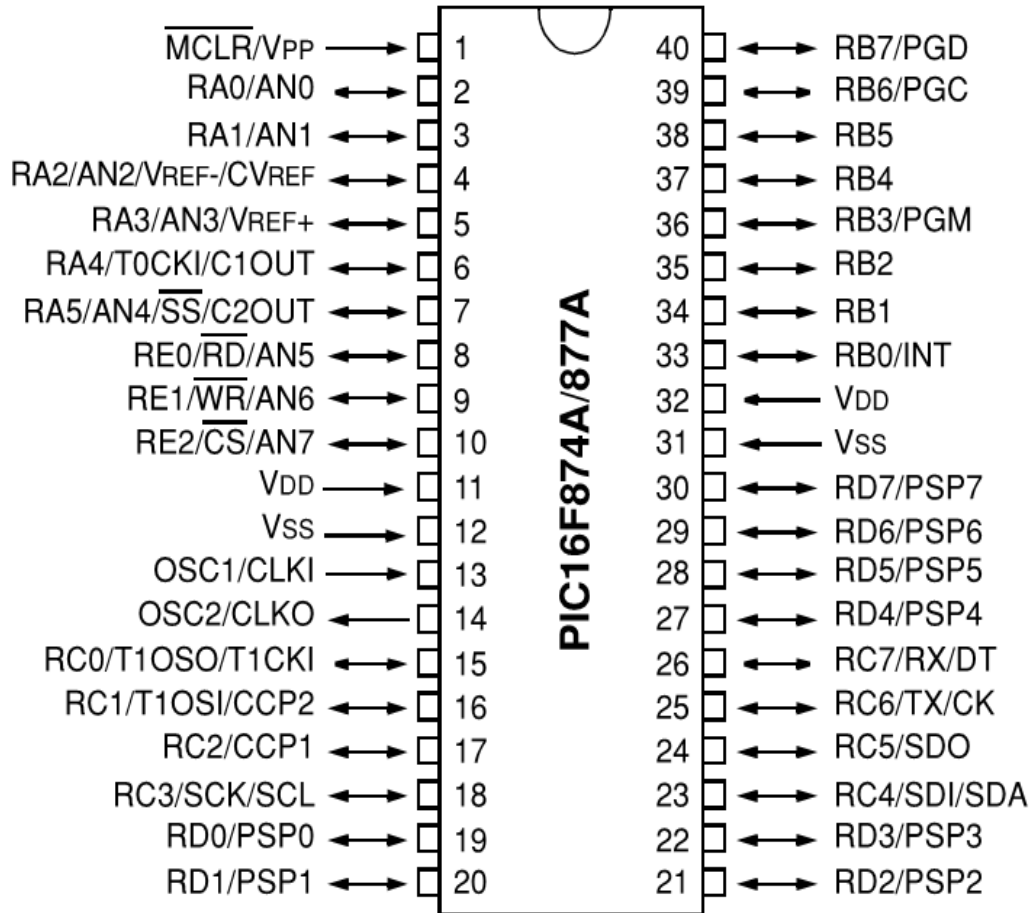 MCLR/VPP 1 40 RB7/PGD
RA0/AN0 2 39 RB6/PGC
RA1/AN1 3 38 RB5
RA2/AN2/VREF-/CVREF 4 37 RB4
RA3/AN3/VREF+ 5 36 RB3/PGM
RA4/T0CKI/C1OUT 6 35 RB2
RA5/AN4/SS/C2OUT 7 34 RB1
RE0/RD/AN5 8 33 RB0/INT
RE1/WR/AN6 9 32 VDD
RE2/CS/AN7 10 31 VSS
VDD 11 30 RD7/PSP7
VSS 12 29 RD6/PSP6
OSC1/CLKI 13 28 RD5/PSP5
OSC2/CLKO 14 27 RD4/PSP4
RC0/T1OSO/T1CKI 15 26 RC7/RX/DT
RC1/T1OSI/CCP2 16 25 RC6/TX/CK
RC2/CCP1 17 24 RC5/SDO
RC3/SCK/SCL 18 23 RC4/SDI/SDA
RD0/PSP0 19 22 RD3/PSP3
RD1/PSP1 20 21 RD2/PSP2
PIC16F874A/877A